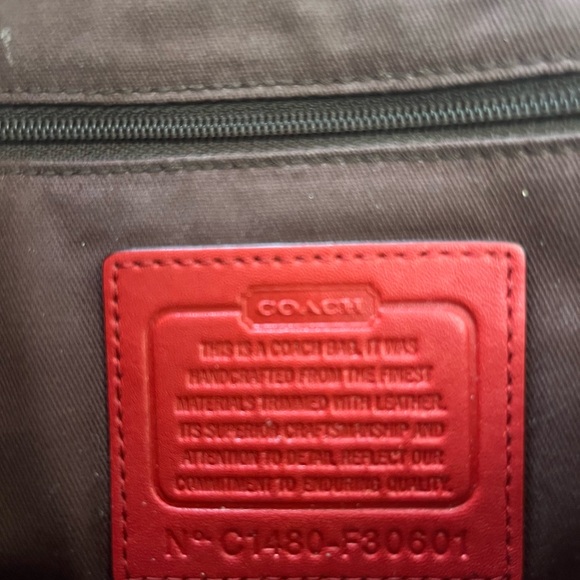 COACH
THIS IS A COACH BAG. IT WAS
HANDCRAFTED FROM THE FINEST
MATERIALS TRIMMED WITH LEATHER.
ITS SUPERIOR CRAFTSMANSHIP AND
ATTENTION TO DETAIL REFLECT OUR
COMMITMENT TO ENDURING QUALITY.
Nº C1480-F30601